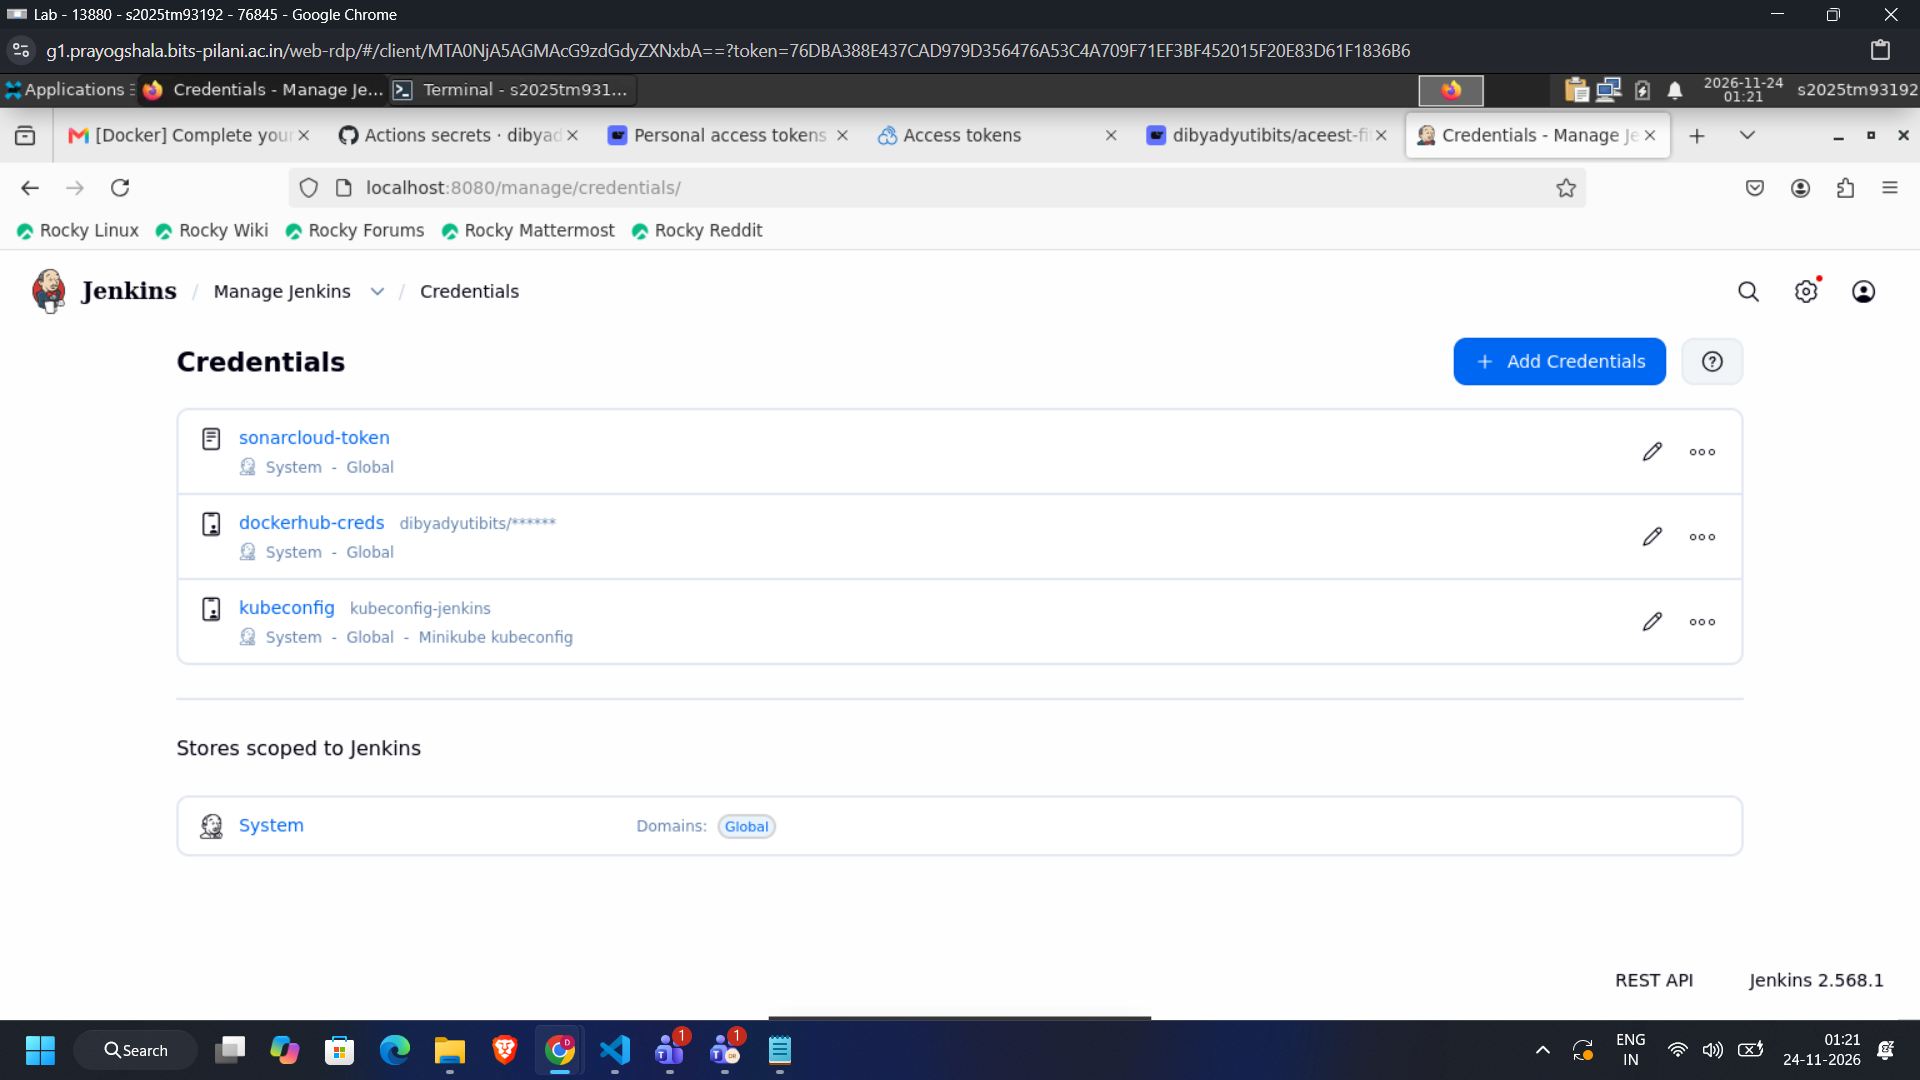 Lab - 13880 - s2025tm93192 - 76845 - Google Chrome
g1.prayogshala.bits-pilani.ac.in/web-rdp/#/client/MTA0NjA5AGMAcG9zdGdyZXNxbA==?token=76DBA388E437CAD979D356476A53C4A709F71EF3BF452015F20E83D61F1836B6
Applications Credentials - Manage Je... Terminal - s2025tm931... 2026-11-24 01:21 s2025tm93192
[Docker] Complete your Actions secrets · dibyad Personal access tokens Access tokens dibyadyutibits/aceest-fi Credentials - Manage Je
localhost:8080/manage/credentials/
Rocky Linux Rocky Wiki Rocky Forums Rocky Mattermost Rocky Reddit
Jenkins / Manage Jenkins / Credentials
Credentials
+ Add Credentials
sonarcloud-token
System - Global
dockerhub-creds dibyadyutibits/******
System - Global
kubeconfig kubeconfig-jenkins
System - Global - Minikube kubeconfig
Stores scoped to Jenkins
System Domains: Global
REST API Jenkins 2.568.1
Search 1 1 ENG IN 01:21 24-11-2026